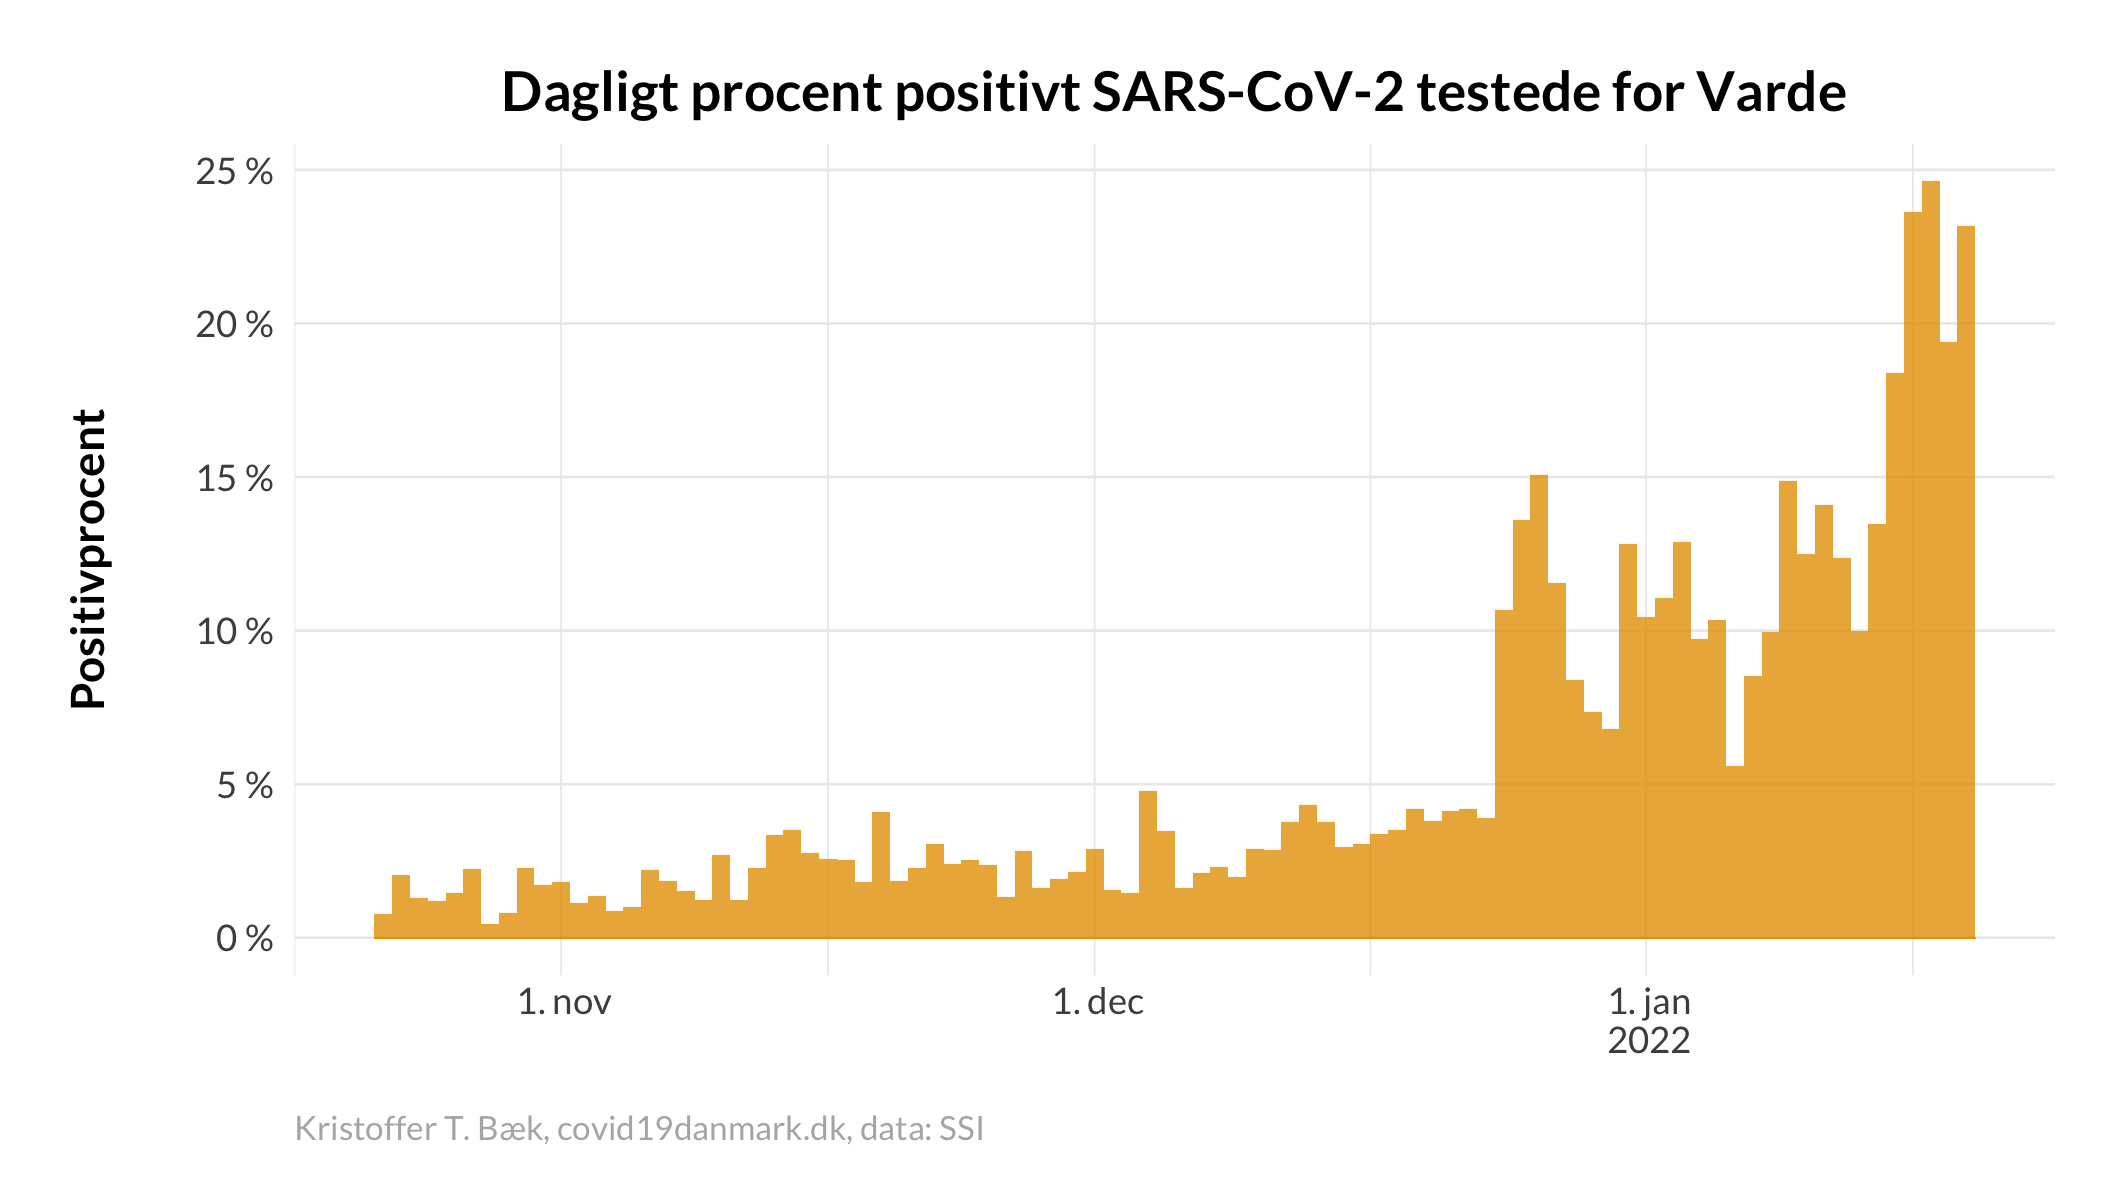 Dagligt procent positivt SARS-CoV-2 testede for Varde
Positivprocent
25 %
20 %
15 %
10 %
5 %
0 %
1. nov
1. dec
1. jan
2022
Kristoffer T. Bæk, covid19danmark.dk, data: SSI